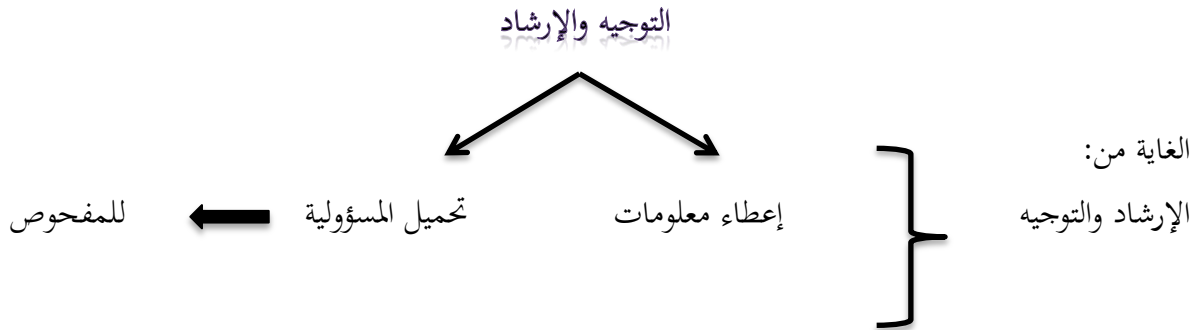 التوجيه والإرشاد
الغاية من:
الإرشاد والتوجيه
إعطاء معلومات
تحميل المسؤولية
للمفحوص